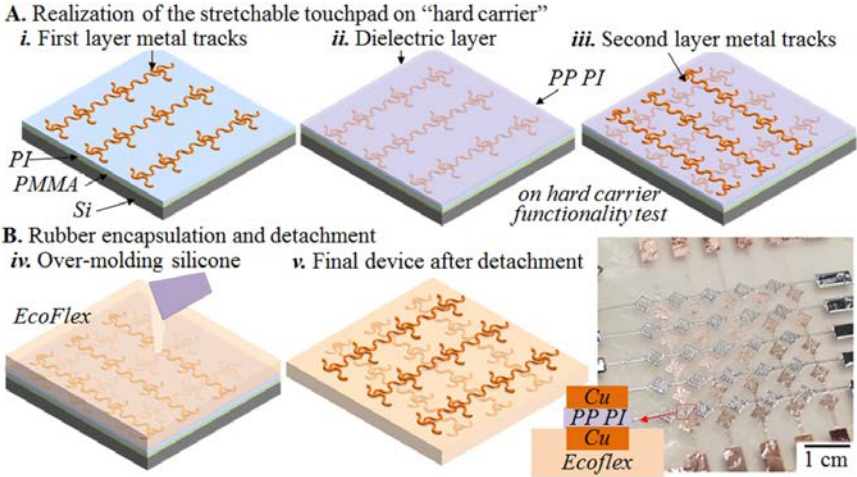 A. Realization of the stretchable touchpad on “hard carrier”
i. First layer metal tracks
ii. Dielectric layer
iii. Second layer metal tracks
PP PI
PI
PMMA
Si
on hard carrier
functionality test
B. Rubber encapsulation and detachment
iv. Over-molding silicone
v. Final device after detachment
EcoFlex
Cu
PP PI
Cu
Ecoflex
1 cm